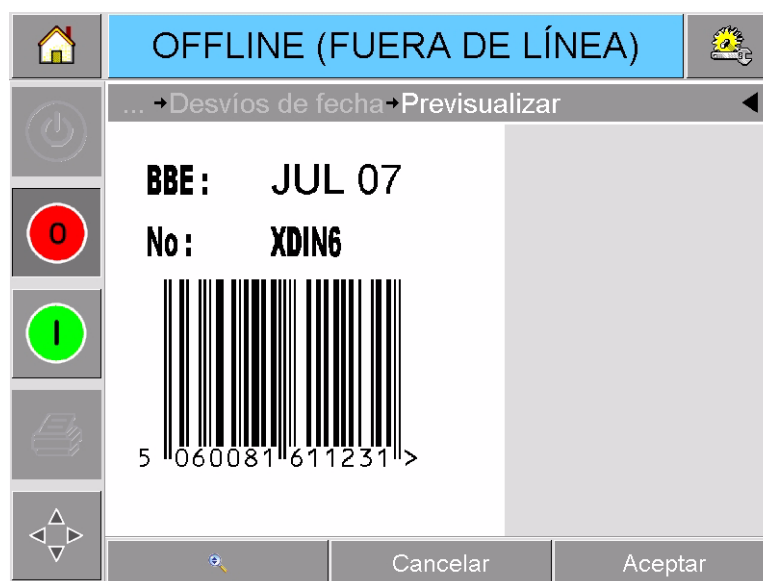 OFFLINE (FUERA DE LÍNEA)
... →Desvíos de fecha→Previsualizar
BBE: JUL 07
No: XDIN6
5 060081 611231 >
Cancelar Aceptar